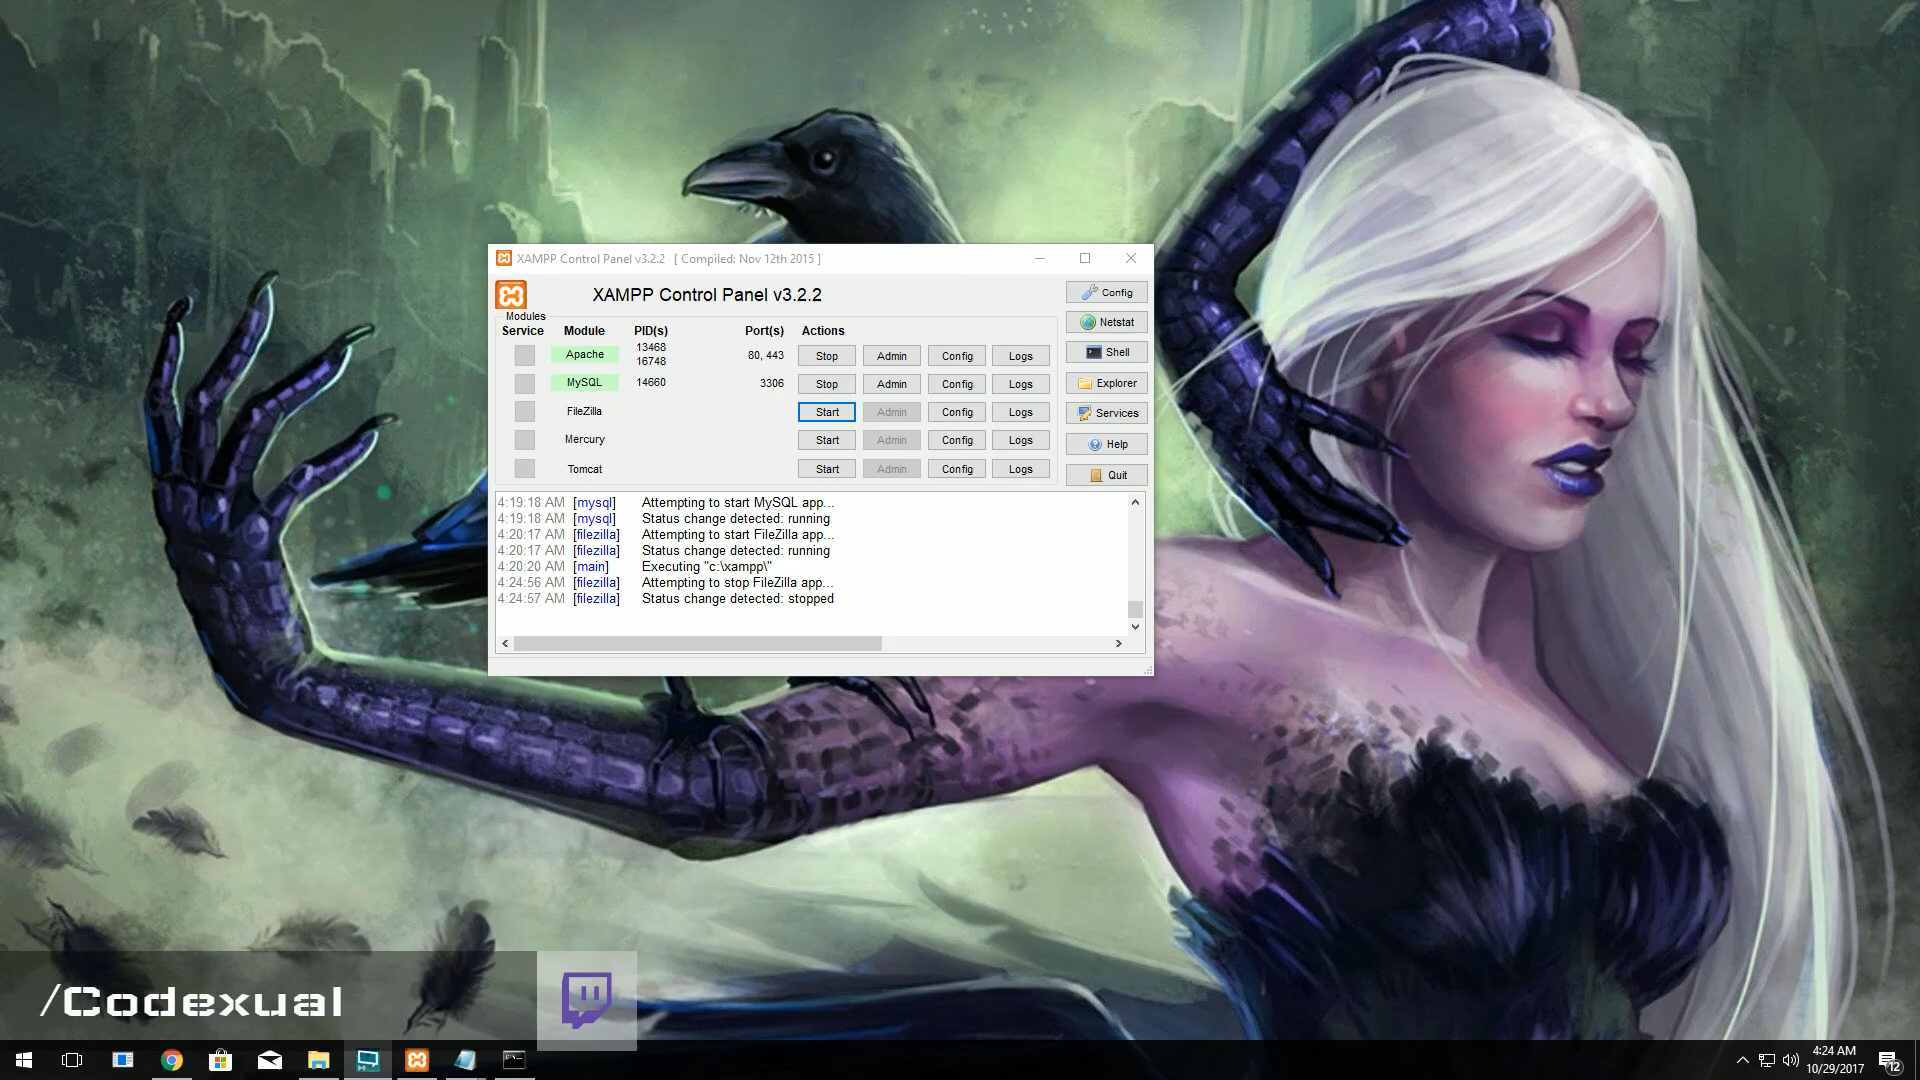 XAMPP Control Panel v3.2.2 [ Compiled: Nov 12th 2015 ]
XAMPP Control Panel v3.2.2
Config
Modules
Netstat
Service Module PID(s) Port(s) Actions
Apache 13468 16748 80, 443 Stop Admin Config Logs
Shell
MySQL 14660 3306 Stop Admin Config Logs
Explorer
FileZilla Start Admin Config Logs
Services
Mercury Start Admin Config Logs
Help
Tomcat Start Admin Config Logs
Quit
4:19:18 AM [mysql] Attempting to start MySQL app...
4:19:18 AM [mysql] Status change detected: running
4:20:17 AM [filezilla] Attempting to start FileZilla app...
4:20:17 AM [filezilla] Status change detected: running
4:20:20 AM [main] Executing "c:\xampp\"
4:24:56 AM [filezilla] Attempting to stop FileZilla app...
4:24:57 AM [filezilla] Status change detected: stopped
/Codexual
4:24 AM
10/29/2017
12